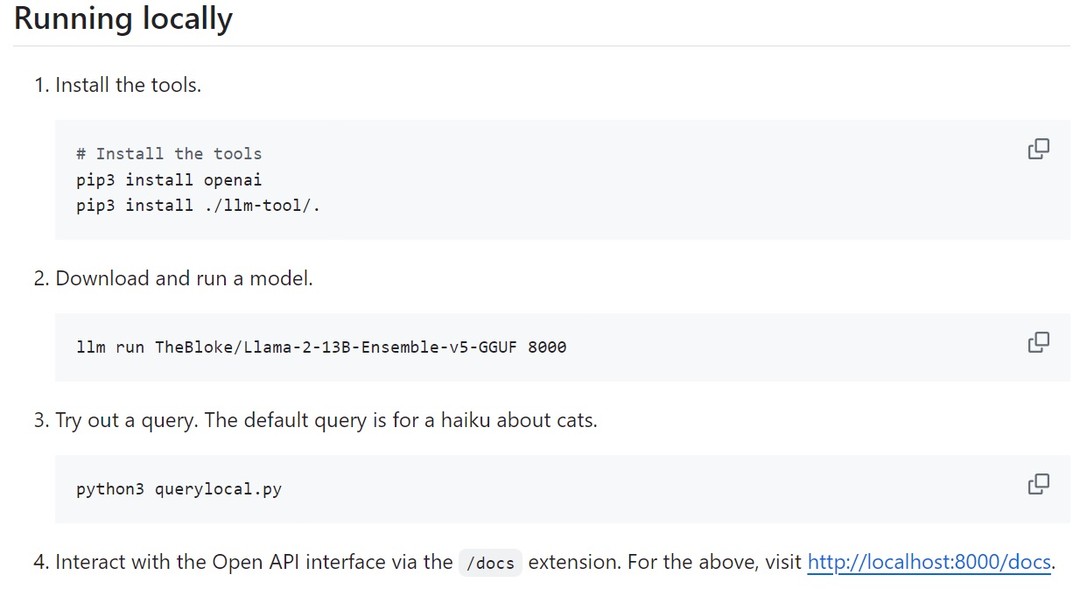 Running locally
1. Install the tools.
# Install the tools
pip3 install openai
pip3 install ./llm-tool/.
2. Download and run a model.
llm run TheBloke/Llama-2-13B-Ensemble-v5-GGUF 8000
3. Try out a query. The default query is for a haiku about cats.
python3 querylocal.py
4. Interact with the Open API interface via the /docs extension. For the above, visit http://localhost:8000/docs.